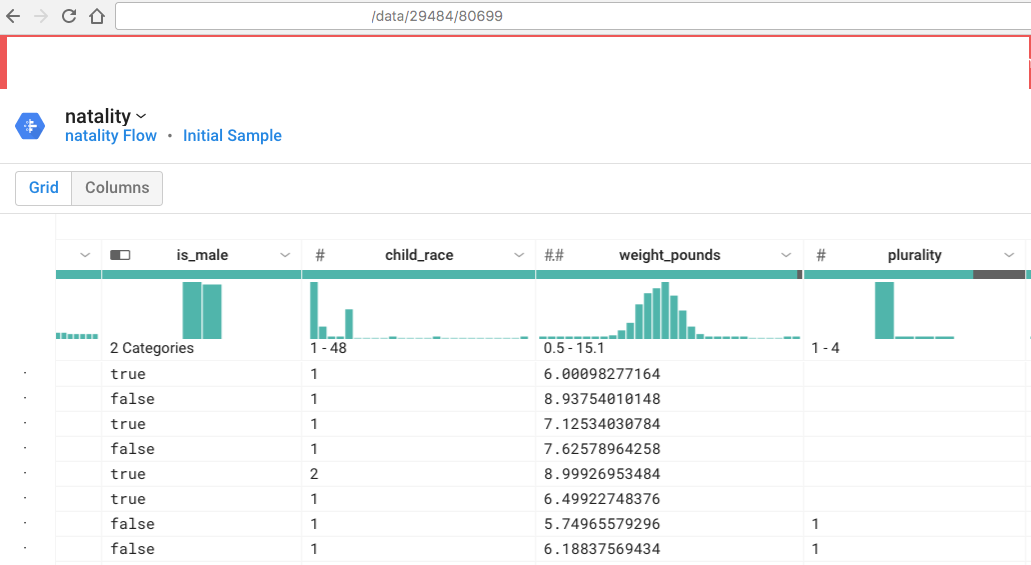 /data/29484/80699
natality
natality Flow • Initial Sample
Grid Columns
is_male # child_race #.# weight_pounds # plurality
2 Categories 1 - 48 0.5 - 15.1 1 - 4
true 1 6.00098277164
false 1 8.93754010148
true 1 7.12534030784
false 1 7.62578964258
true 2 8.99926953484
true 1 6.49922748376
false 1 5.74965579296 1
false 1 6.18837569434 1